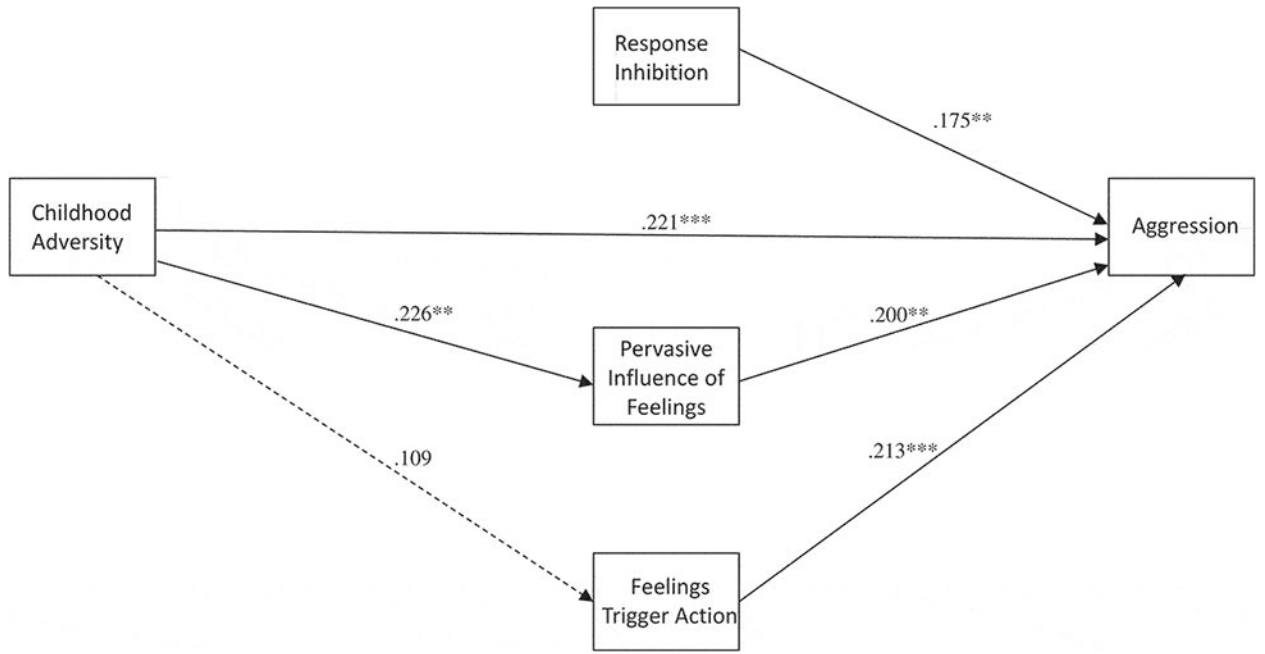 Response
Inhibition
.175**
Childhood
Adversity
.221***
Aggression
.226**
.200**
Pervasive
Influence of
Feelings
.109
.213***
Feelings
Trigger Action